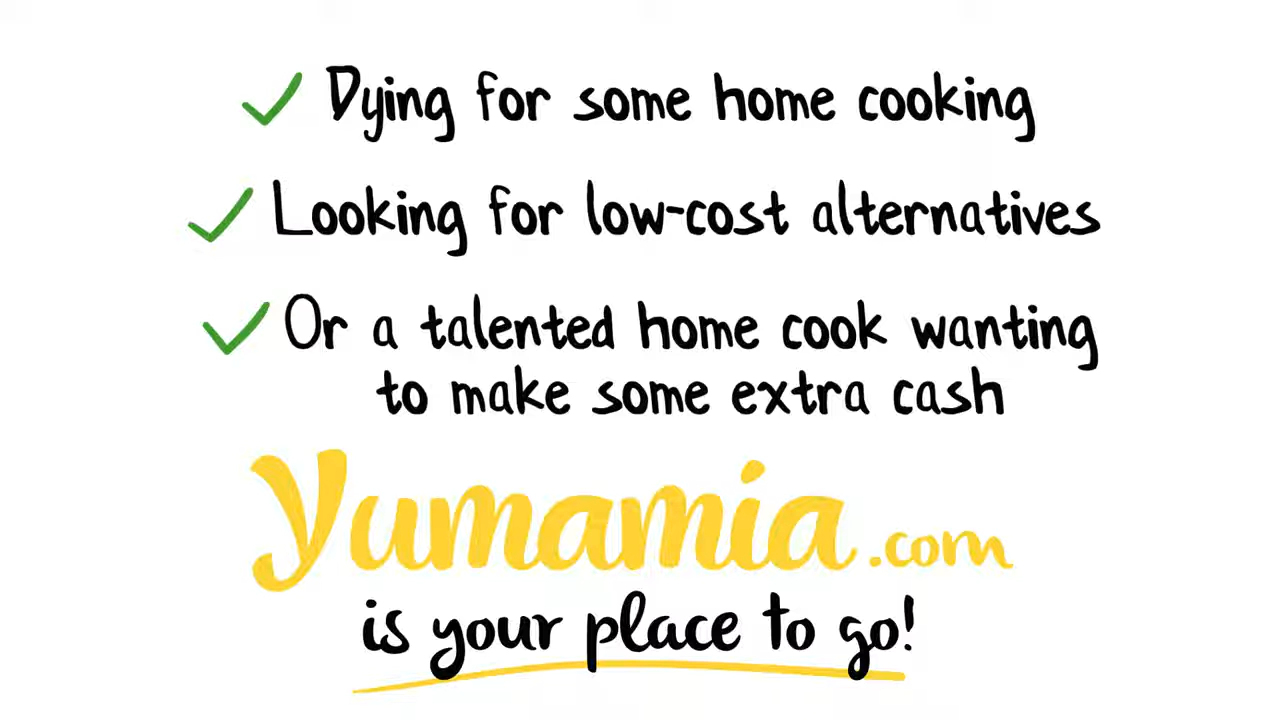 Dying for some home cooking
Looking for low-cost alternatives
Or a talented home cook wanting
to make some extra cash
Yumamia.com
is your place to go!